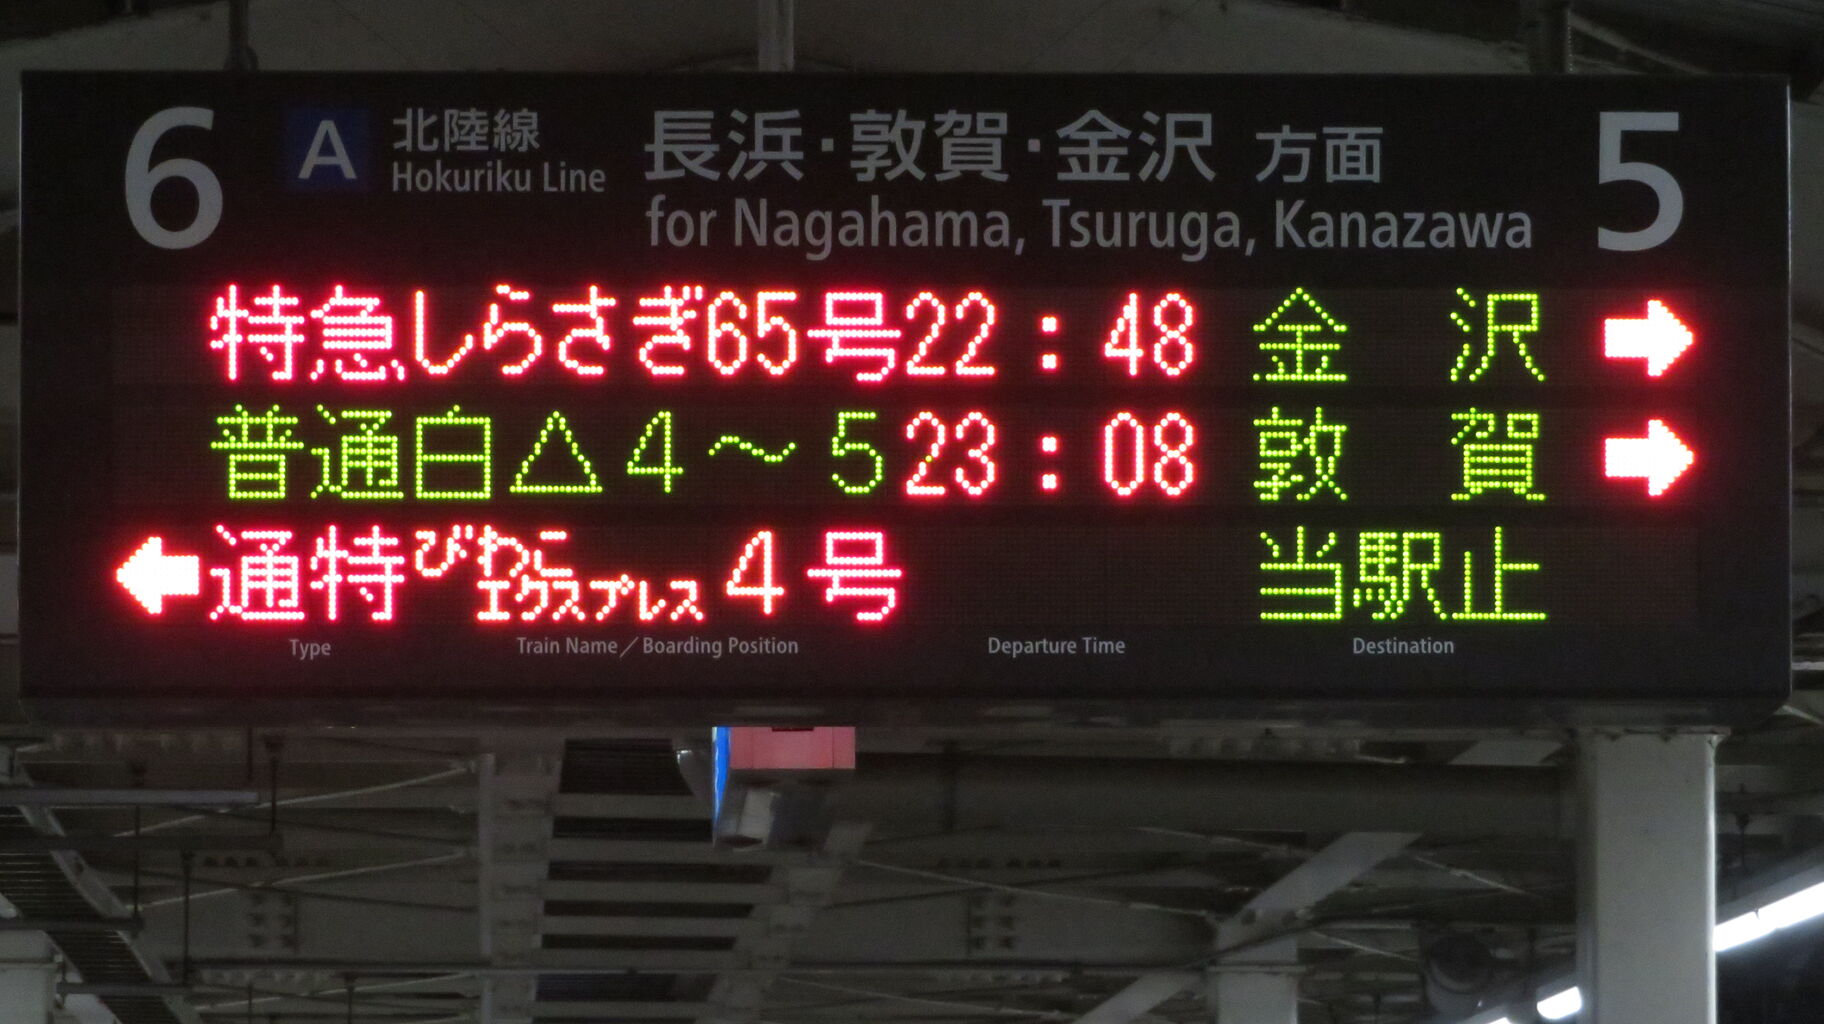 6 A 北陸線 長浜・敦賀・金沢 方面 5
Hokuriku Line for Nagahama, Tsuruga, Kanazawa
特急しらさぎ65号 22:48 金沢
普通白△4～5 23:08 敦賀
通特びわこエクスプレス4号 当駅止
Type Train Name／Boarding Position Departure Time Destination